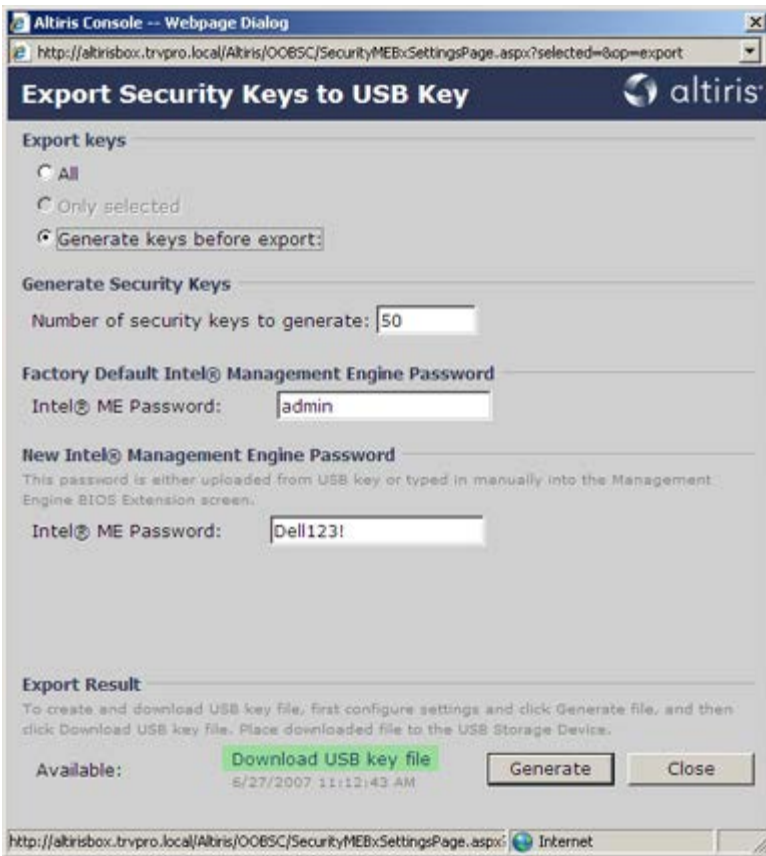 Altiris Console -- Webpage Dialog
http://altirisbox.trvpro.local/Altiris/OOBSC/SecurityMEBxSettingsPage.aspx?selected=&op=export
Export Security Keys to USB Key
altiris
Export keys
All
Only selected
Generate keys before export:
Generate Security Keys
Number of security keys to generate: 50
Factory Default Intel® Management Engine Password
Intel® ME Password: admin
New Intel® Management Engine Password
This password is either uploaded from USB key or typed in manually into the Management
Engine BIOS Extension screen.
Intel® ME Password: Dell123!
Export Result
To create and download USB key file, first configure settings and click Generate file, and then
click Download USB key file. Place downloaded file to the USB Storage Device.
Available: Download USB key file Generate Close
6/27/2007 11:12:43 AM
http://altirisbox.trvpro.local/Altiris/OOBSC/SecurityMEBxSettingsPage.aspx? Internet